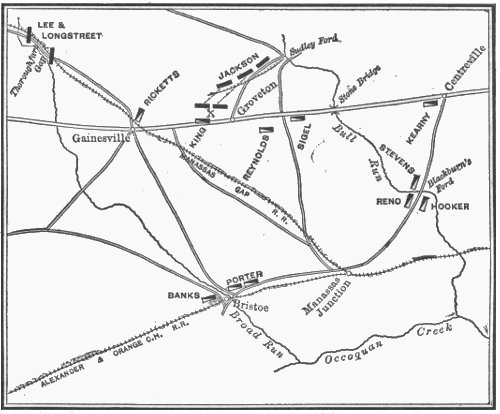 LEE &
LONGSTREET
Thoroughfare
Gap
RICKETTS
JACKSON
Sudley Ford
Groveton
Stone Bridge
Centreville
Gainesville
KING
REYNOLDS
SIGEL
Bull
Run
KEARNY
STEVENS
Blackburn's
Ford
RENO
HOOKER
MANASSAS
GAP
R. R.
PORTER
BANKS
Bristoe
Manassas
Junction
Broad Run
Occoquan Creek
ALEXANDER & ORANGE C.H. R.R.